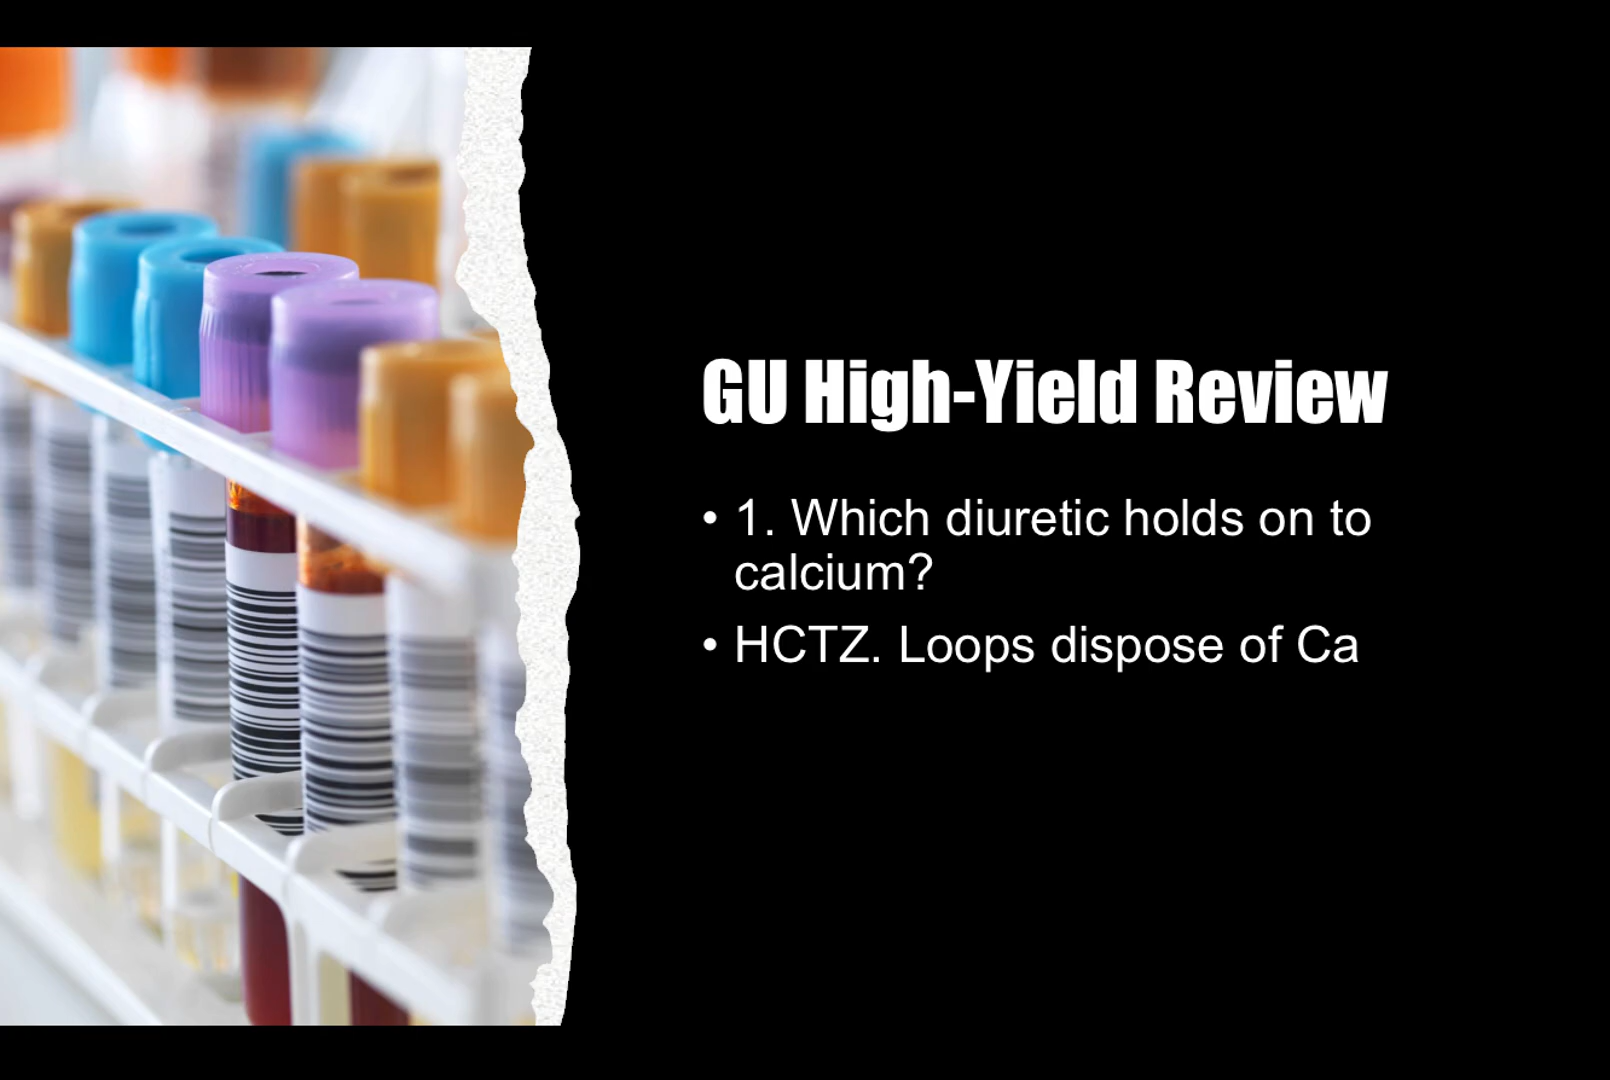 GU High-Yield Review
• 1. Which diuretic holds on to
calcium?
• HCTZ. Loops dispose of Ca